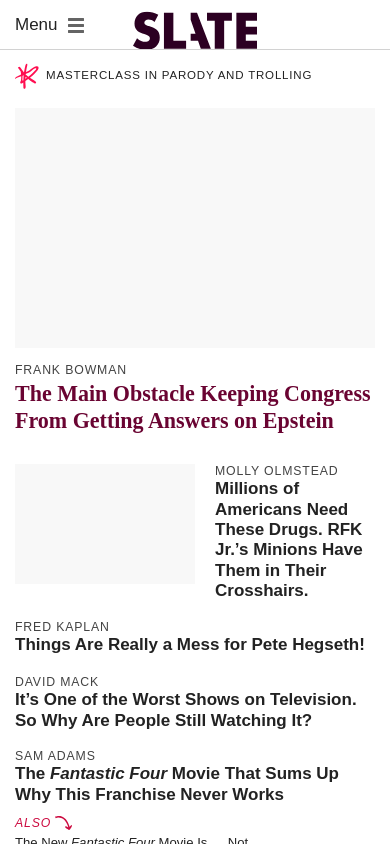 Menu
SLATE
MASTERCLASS IN PARODY AND TROLLING
FRANK BOWMAN
The Main Obstacle Keeping Congress
From Getting Answers on Epstein
MOLLY OLMSTEAD
Millions of
Americans Need
These Drugs. RFK
Jr.’s Minions Have
Them in Their
Crosshairs.
FRED KAPLAN
Things Are Really a Mess for Pete Hegseth!
DAVID MACK
It’s One of the Worst Shows on Television.
So Why Are People Still Watching It?
SAM ADAMS
The Fantastic Four Movie That Sums Up
Why This Franchise Never Works
ALSO
The New Fantastic Four Movie Is … Not